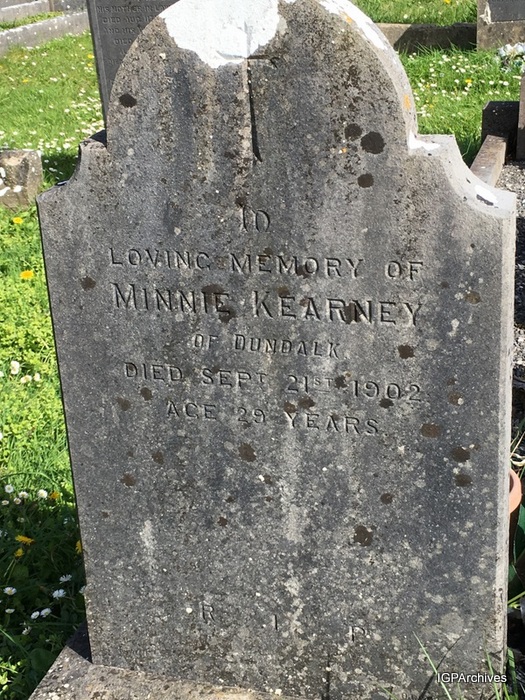 IN
LOVING MEMORY OF
MINNIE KEARNEY
OF DUNDALK
DIED SEPT 21ST 1902
AGE 29 YEARS
R I P
IGPArchives